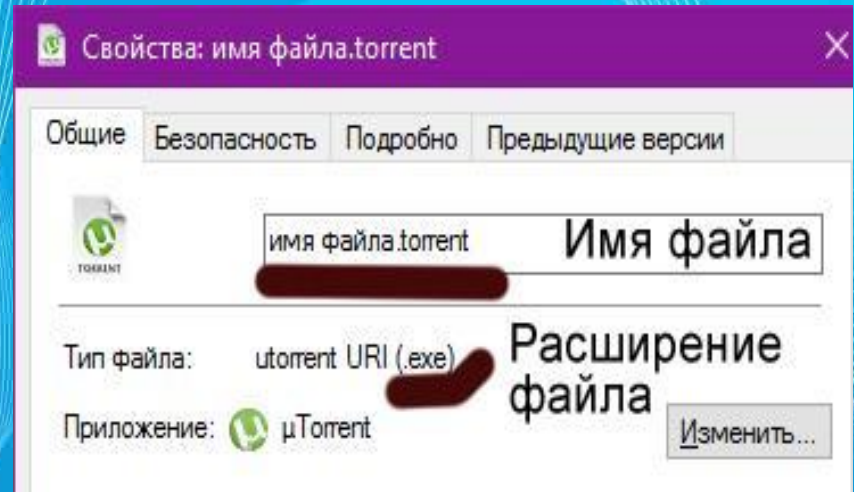 Свойства: имя файла.torrent
Общие Безопасность Подробно Предыдущие версии
TORRENT
имя файла.torrent Имя файла
Тип файла: utorrent URI (.exe) Расширение
файла
Приложение: µTorrent Изменить...